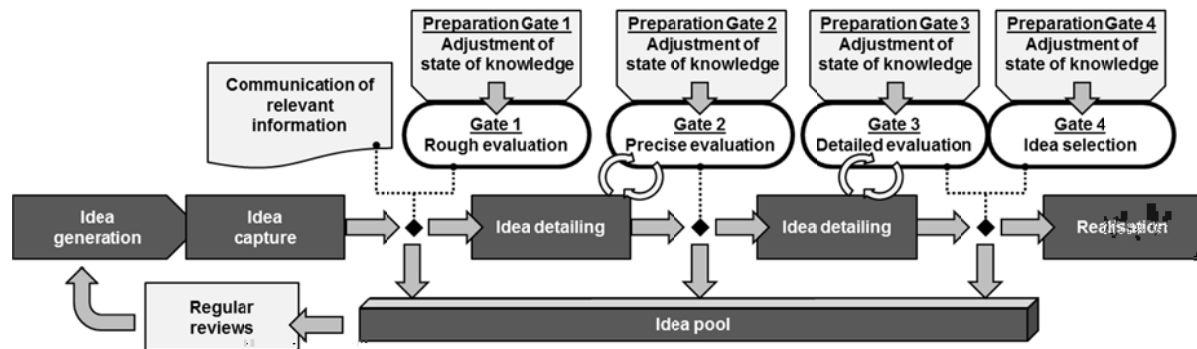 Preparation Gate 1
Adjustment of
state of knowledge
Preparation Gate 2
Adjustment of
state of knowledge
Preparation Gate 3
Adjustment of
state of knowledge
Preparation Gate 4
Adjustment of
state of knowledge
Communication of
relevant
information
Gate 1
Rough evaluation
Gate 2
Precise evaluation
Gate 3
Detailed evaluation
Gate 4
Idea selection
Idea
generation
Idea
capture
Idea detailing
Idea detailing
Realisation
Regular
reviews
Idea pool